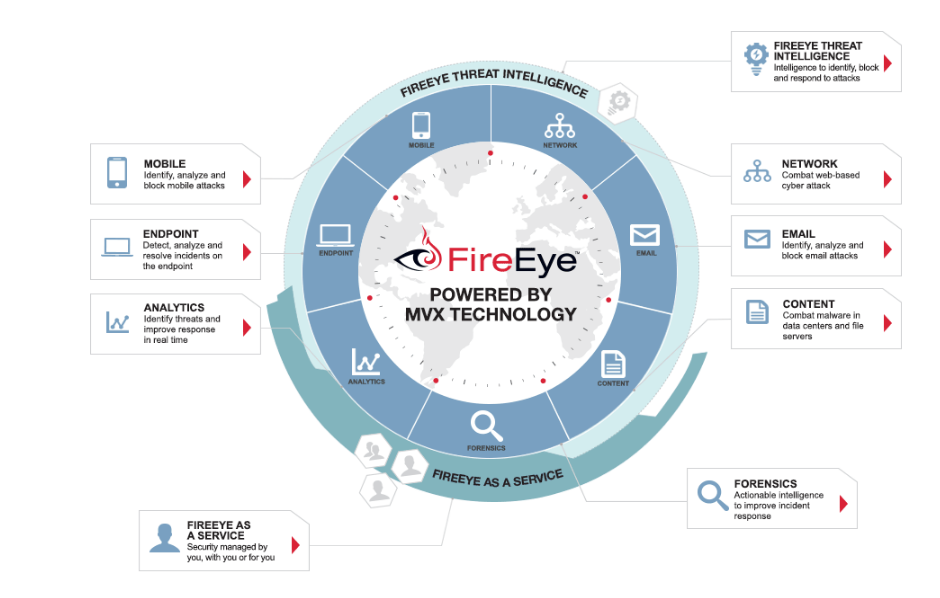 FIREEYE THREAT
INTELLIGENCE
Intelligence to identify, block
and respond to attacks
FIREEYE THREAT INTELLIGENCE
MOBILE
NETWORK
MOBILE
Identify, analyze and
block mobile attacks
NETWORK
Combat web-based
cyber attack
ENDPOINT
Detect, analyze and
resolve incidents on
the endpoint
ENDPOINT
EMAIL
EMAIL
Identify, analyze and
block email attacks
FireEye™
POWERED BY
MVX TECHNOLOGY
ANALYTICS
Identify threats and
improve response
in real time
CONTENT
Combat malware in
data centers and file
servers
ANALYTICS
CONTENT
FORENSICS
FIREEYE AS A SERVICE
FORENSICS
Actionable intelligence
to improve incident
response
FIREEYE AS
A SERVICE
Security managed by
you, with you or for you